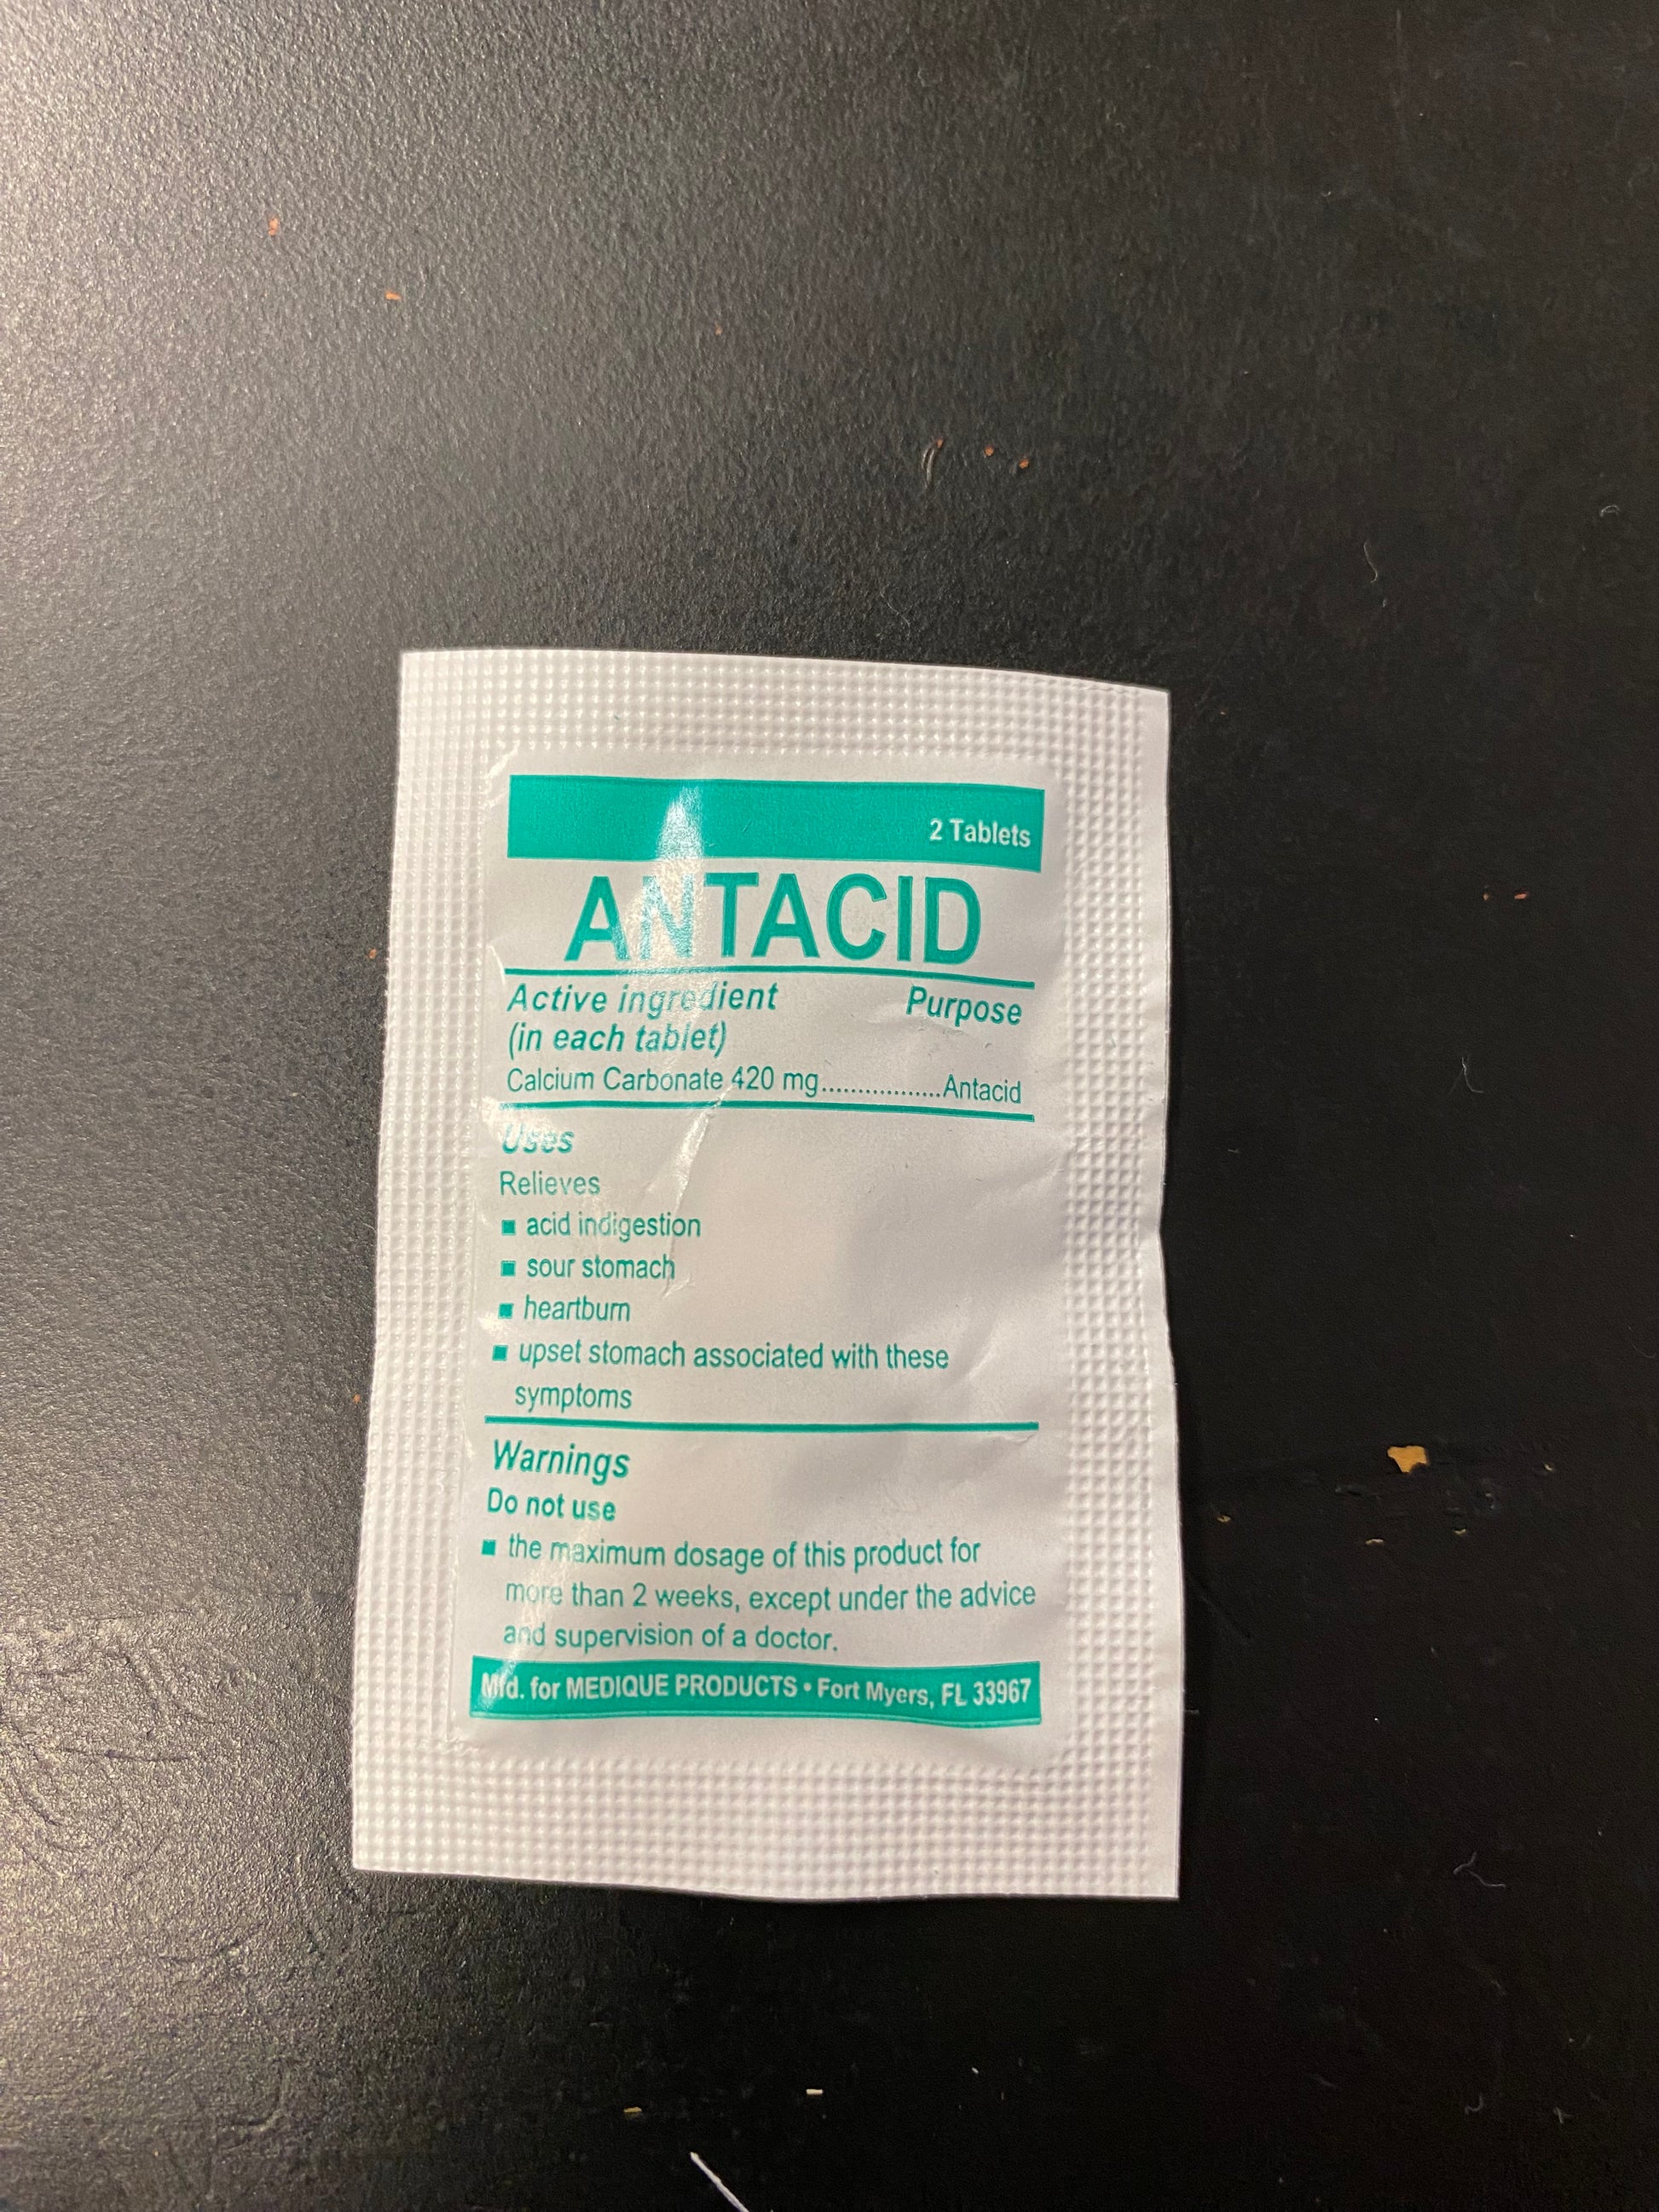 2 Tablets
ANTACID
Active ingredient Purpose
(in each tablet)
Calcium Carbonate 420 mg.................Antacid
Uses
Relieves
■ acid indigestion
■ sour stomach
■ heartburn
■ upset stomach associated with these
symptoms
Warnings
Do not use
■ the maximum dosage of this product for
more than 2 weeks, except under the advice
and supervision of a doctor.
Mfd. for MEDIQUE PRODUCTS • Fort Myers, FL 33967